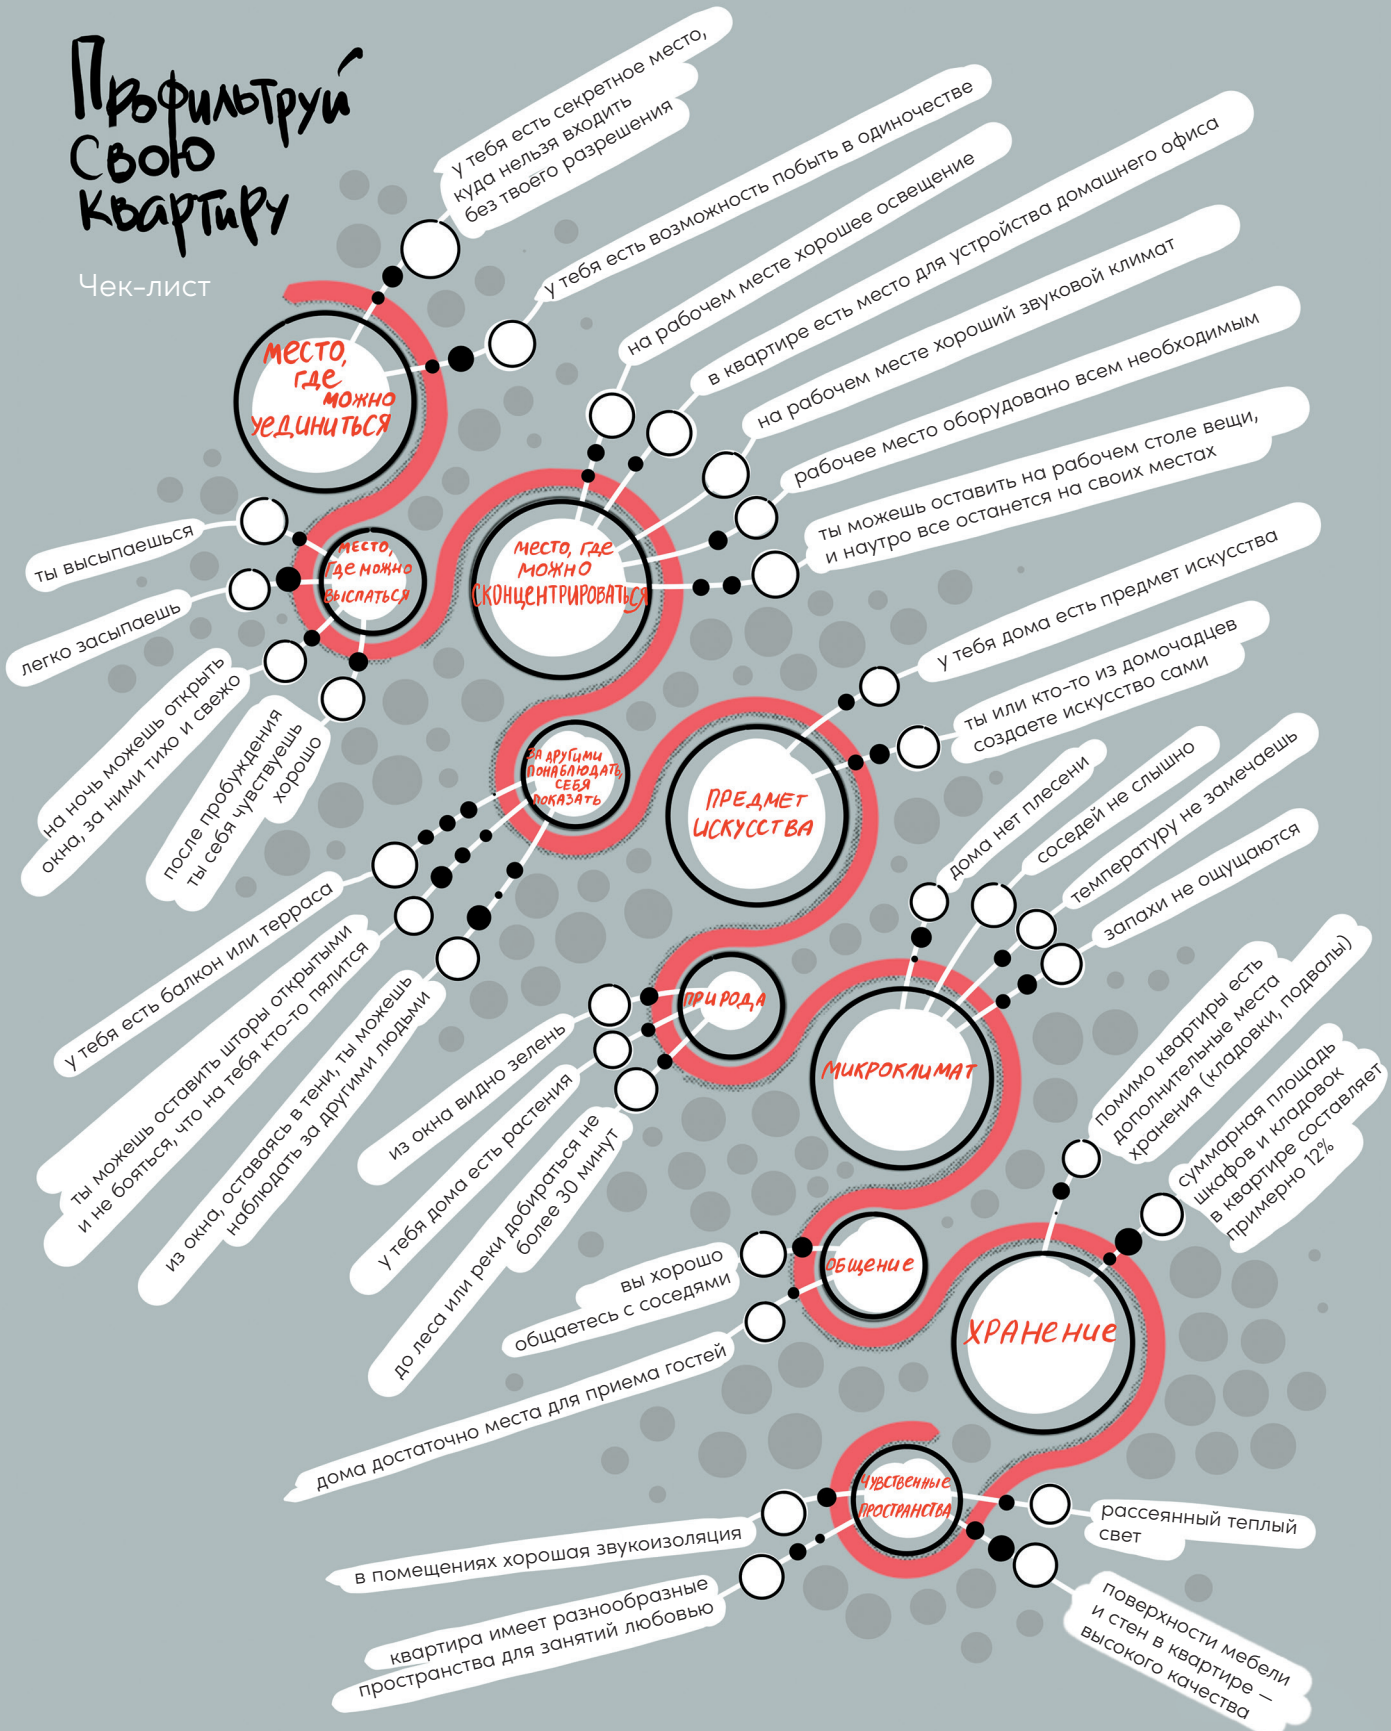 Профильтруй
свою
квартиру
Чек-лист
у тебя есть секретное место,
куда нельзя входить
без твоего разрешения
у тебя есть возможность побыть в одиночестве
место,
где
можно
уединиться
на рабочем месте хорошее освещение
в квартире есть место для устройства домашнего офиса
на рабочем месте хороший звуковой климат
рабочее место оборудовано всем необходимым
ты можешь оставить на рабочем столе вещи,
и наутро все останется на своих местах
место, где
можно
сконцентрироваться
ты высыпаешься
легко засыпаешь
на ночь можешь открыть
окна, за ними тихо и свежо
после пробуждения
ты себя чувствуешь
хорошо
место,
где можно
выспаться
у тебя дома есть предмет искусства
ты или кто-то из домочадцев
создаете искусство сами
предмет
искусства
за другими
понаблюдать,
себя
показать
у тебя есть балкон или терраса
ты можешь оставить шторы открытыми
и не бояться, что на тебя кто-то пялится
из окна, оставаясь в тени, ты можешь
наблюдать за другими людьми
дома нет плесени
соседей не слышно
температуру не замечаешь
запахи не ощущаются
микроклимат
природа
из окна видно зелень
у тебя дома есть растения
до леса или реки добираться не
более 30 минут
помимо квартиры есть
дополнительные места
хранения (кладовки, подвалы)
суммарная площадь
шкафов и кладовок
в квартире составляет
примерно 12%
хранение
общение
вы хорошо
общаетесь с соседями
дома достаточно места для приема гостей
чувственные
пространства
в помещениях хорошая звукоизоляция
квартира имеет разнообразные
пространства для занятий любовью
рассеянный теплый
свет
поверхности мебели
и стен в квартире –
высокого качества